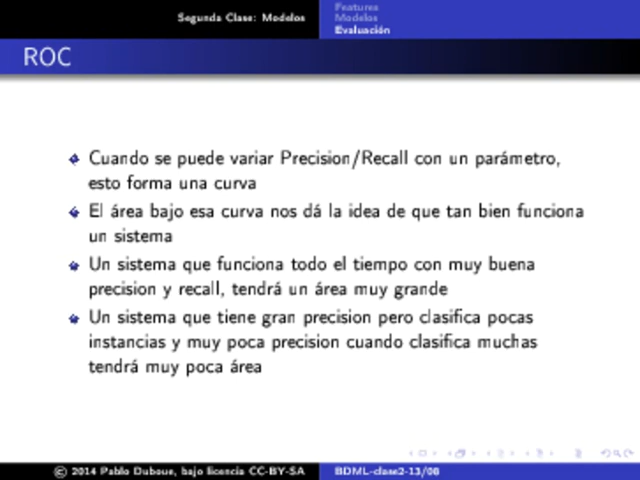 Segunda Clase: Modelos
Features
Modelos
Evaluación
ROC
Cuando se puede variar Precision/Recall con un parámetro,
esto forma una curva
El área bajo esa curva nos dá la idea de que tan bien funciona
un sistema
Un sistema que funciona todo el tiempo con muy buena
precision y recall, tendrá un área muy grande
Un sistema que tiene gran precision pero clasifica pocas
instancias y muy poca precision cuando clasifica muchas
tendrá muy poca área
© 2014 Pablo Duboue, bajo licencia CC-BY-SA
BDML-clase2-13/08